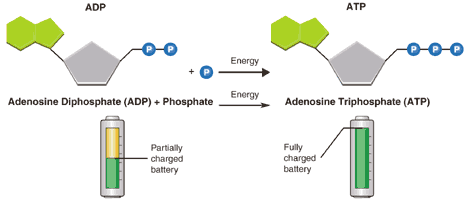 ADP
ATP
P P
+ P
Energy
P P P
Adenosine Diphosphate (ADP) + Phosphate
Energy
Adenosine Triphosphate (ATP)
Partially
charged
battery
Fully
charged
battery